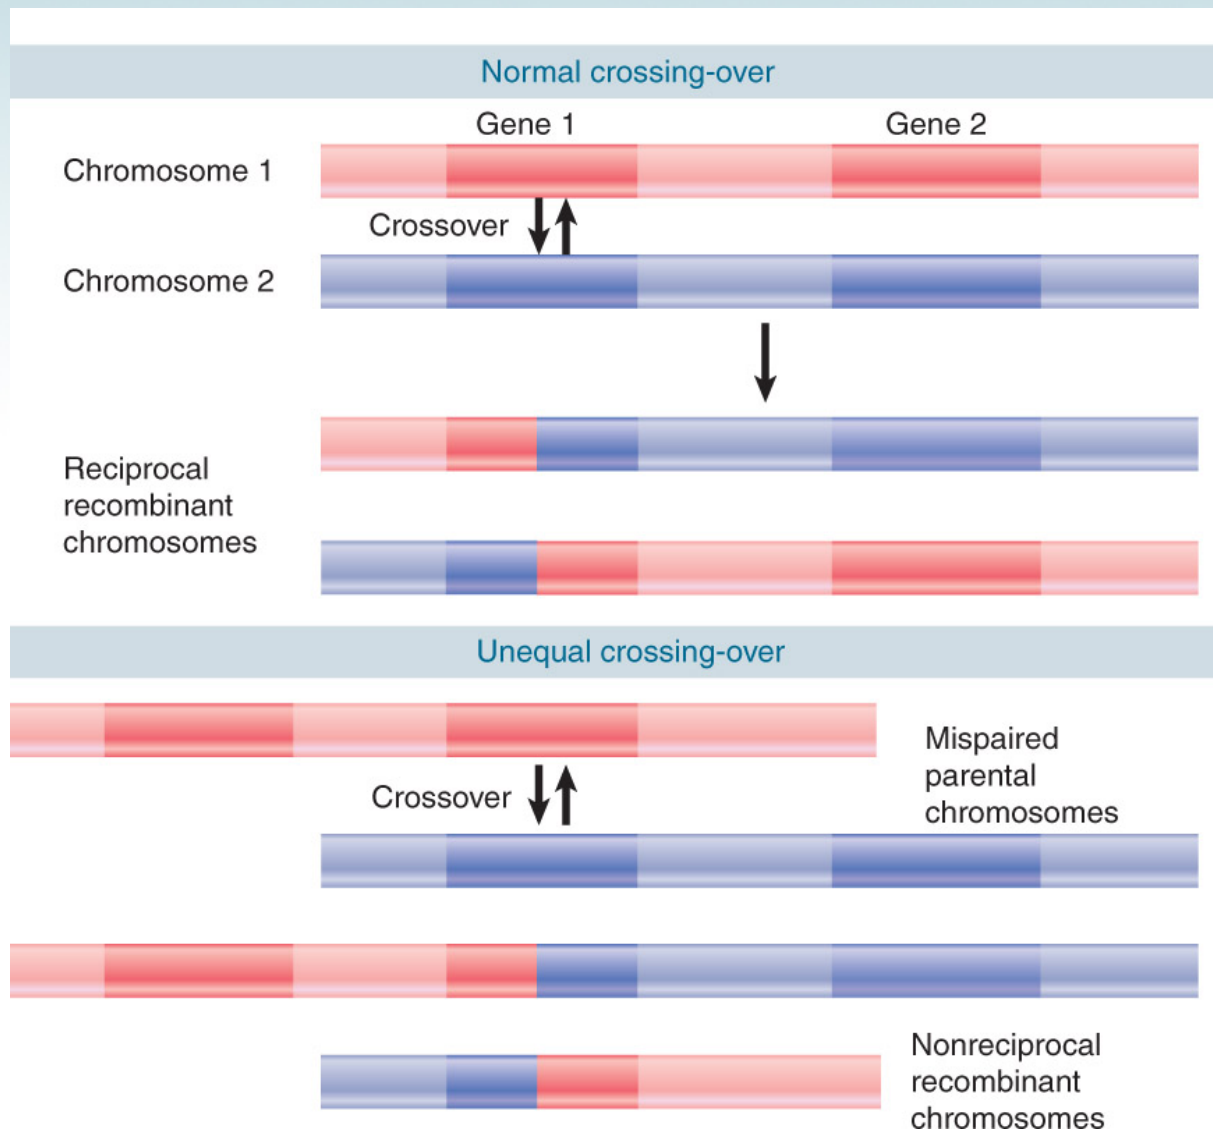 Normal crossing-over
Gene 1
Gene 2
Chromosome 1
Crossover
Chromosome 2
Reciprocal
recombinant
chromosomes
Unequal crossing-over
Mispaired
parental
chromosomes
Crossover
Nonreciprocal
recombinant
chromosomes